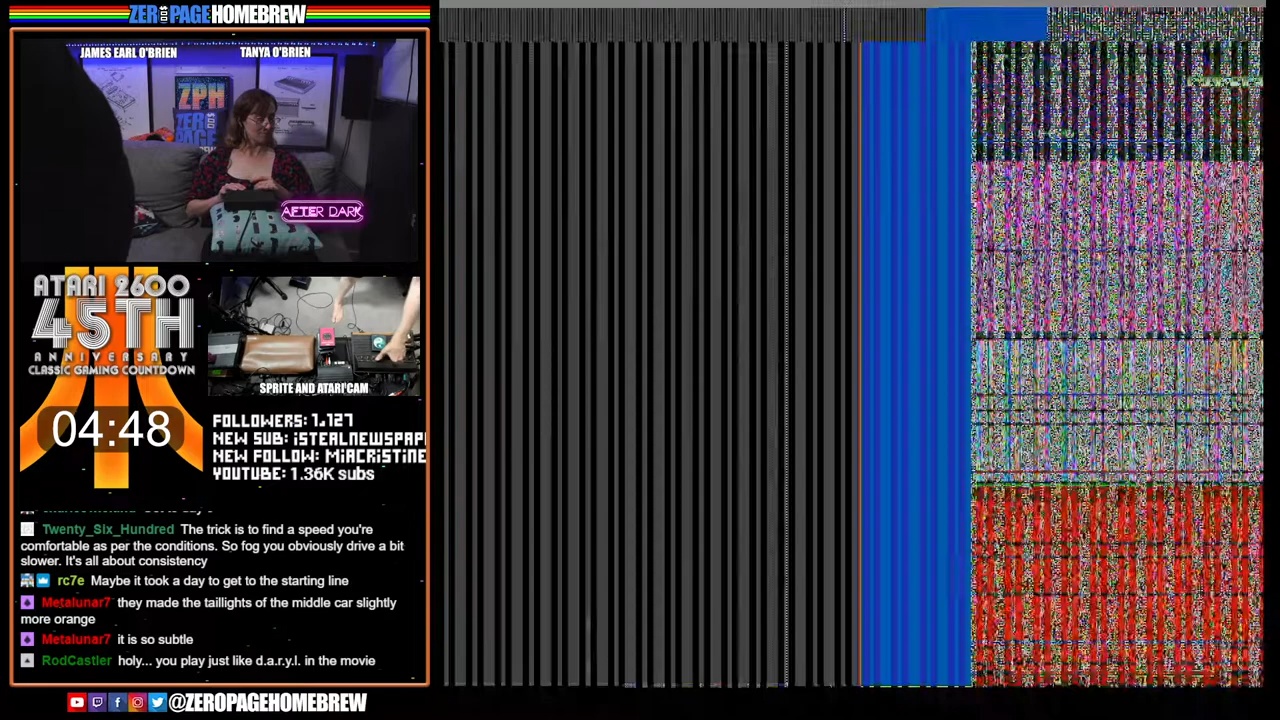 ZERO PAGE HOMEBREW
JAMES EARL O'BRIEN
TANYA O'BRIEN
ZPH
ZERO
PAGE
AFTER DARK
ATARI 2600
45TH
ANNIVERSARY
CLASSIC GAMING COUNTDOWN
04:48
SPRITE AND ATARI CAM
FOLLOWERS: 1,127
NEW SUB: ISTEALNEWSPAP
NEW FOLLOW: MIACRISTINE
YOUTUBE: 1.36K subs
Twenty_Six_Hundred The trick is to find a speed you're
comfortable as per the conditions. So fog you obviously drive a bit
slower. It's all about consistency
rc7e Maybe it took a day to get to the starting line
Metalunar7 they made the taillights of the middle car slightly
more orange
Metalunar7 it is so subtle
RodCastler holy... you play just like d.a.r.y.l. in the movie
@ZEROPAGEHOMEBREW